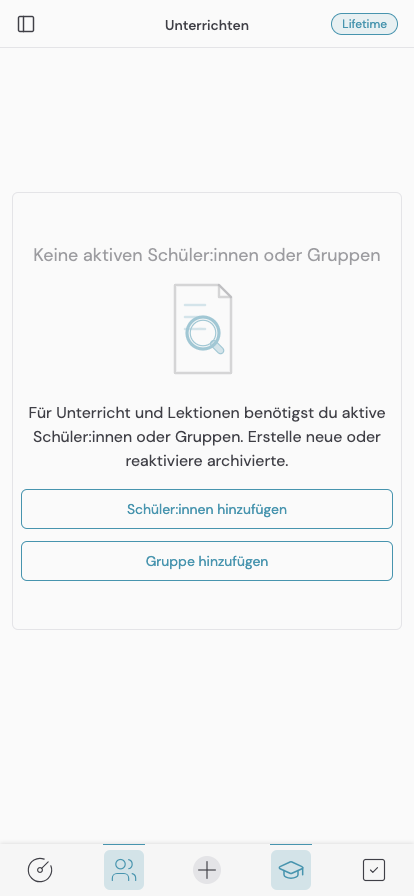 Unterrichten
Lifetime
Keine aktiven Schüler:innen oder Gruppen
Für Unterricht und Lektionen benötigst du aktive
Schüler:innen oder Gruppen. Erstelle neue oder
reaktiviere archivierte.
Schüler:innen hinzufügen
Gruppe hinzufügen